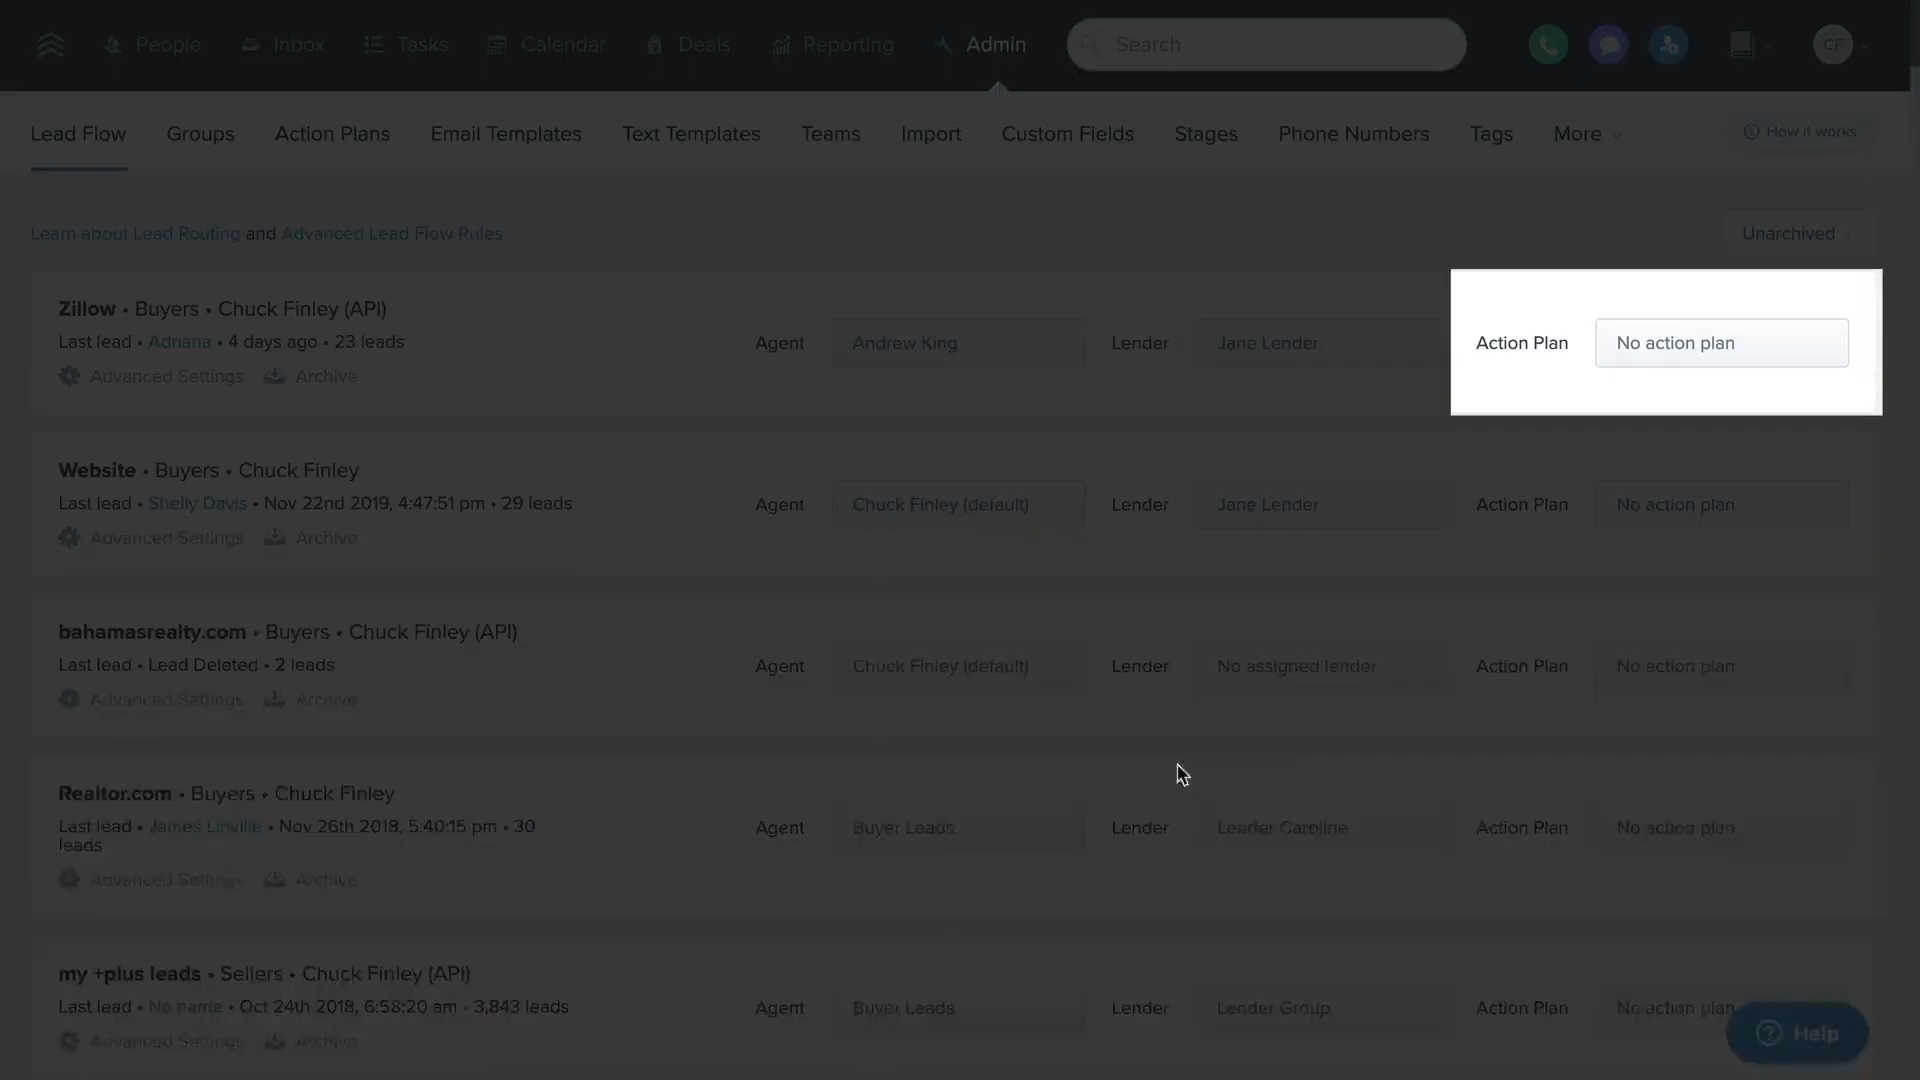 People Inbox Tasks Calendar Deals Reporting Admin Search CF
Lead Flow Groups Action Plans Email Templates Text Templates Teams Import Custom Fields Stages Phone Numbers Tags More How it works
Learn about Lead Routing and Advanced Lead Flow Rules Unarchived
Zillow • Buyers • Chuck Finley (API)
Last lead • Adriana • 4 days ago • 23 leads
Agent Andrew King Lender Jane Lender Action Plan No action plan
Advanced Settings Archive
Website • Buyers • Chuck Finley
Last lead • Shelly Davis • Nov 22nd 2019, 4:47:51 pm • 29 leads
Agent Chuck Finley (default) Lender Jane Lender Action Plan No action plan
Advanced Settings Archive
bahamasrealty.com • Buyers • Chuck Finley (API)
Last lead • Lead Deleted • 2 leads
Agent Chuck Finley (default) Lender No assigned lender Action Plan No action plan
Advanced Settings Archive
Realtor.com • Buyers • Chuck Finley
Last lead • James Linville • Nov 26th 2018, 5:40:15 pm • 30
leads
Agent Buyer Leads Lender Lender Caroline Action Plan No action plan
Advanced Settings Archive
my +plus leads • Sellers • Chuck Finley (API)
Last lead • No name • Oct 24th 2018, 6:58:20 am • 3,843 leads
Agent Buyer Leads Lender Lender Group Action Plan No action plan
Advanced Settings Archive
Help